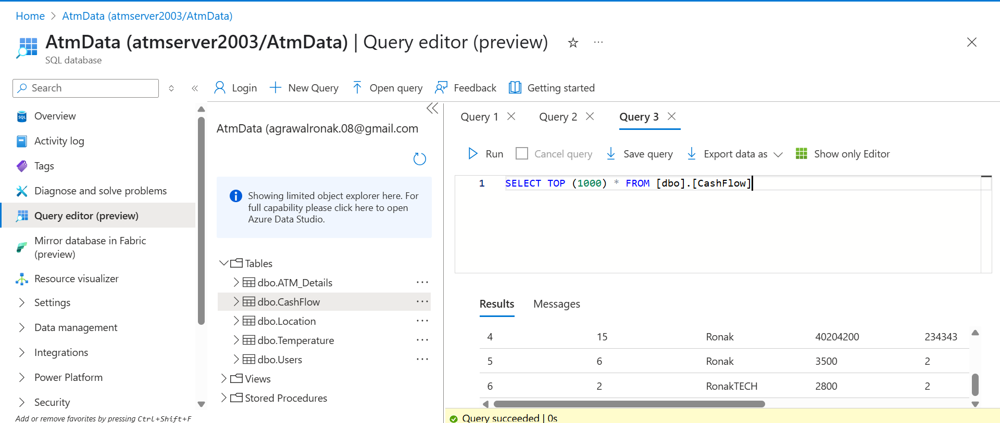 Home > AtmData (atmserver2003/AtmData)
AtmData (atmserver2003/AtmData) | Query editor (preview) ...
SQL database
Search
Login
New Query
Open query
Feedback
Getting started
SQL
Overview
Activity log
Tags
Diagnose and solve problems
Query editor (preview)
Mirror database in Fabric
(preview)
Resource visualizer
Settings
Data management
Integrations
Power Platform
Security
Add or remove favorites by pressing Ctrl+Shift+F
AtmData (agrawalronak.08@gmail.com
Showing limited object explorer here. For
full capability please click here to open
Azure Data Studio.
Tables
dbo.ATM_Details ...
dbo.CashFlow ...
dbo.Location ...
dbo.Temperature ...
dbo.Users ...
Views
Stored Procedures
Query 1
Query 2
Query 3
Run
Cancel query
Save query
Export data as
Show only Editor
1 SELECT TOP (1000) * FROM [dbo].[CashFlow]
Results Messages
4 15 Ronak 40204200 234343
5 6 Ronak 3500 2
6 2 RonakTECH 2800 2
Query succeeded | 0s